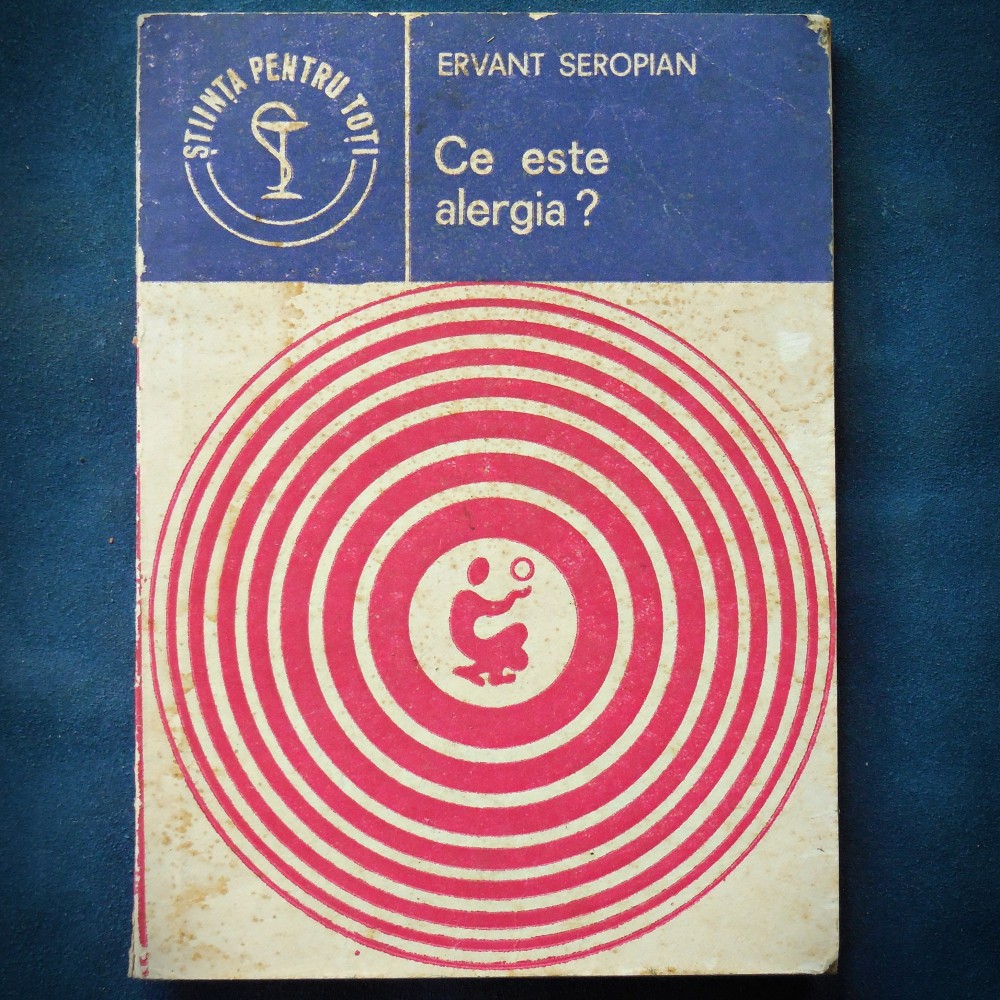 ȘTIINȚA PENTRU TOȚI
ERVANT SEROPIAN
Ce este
alergia?